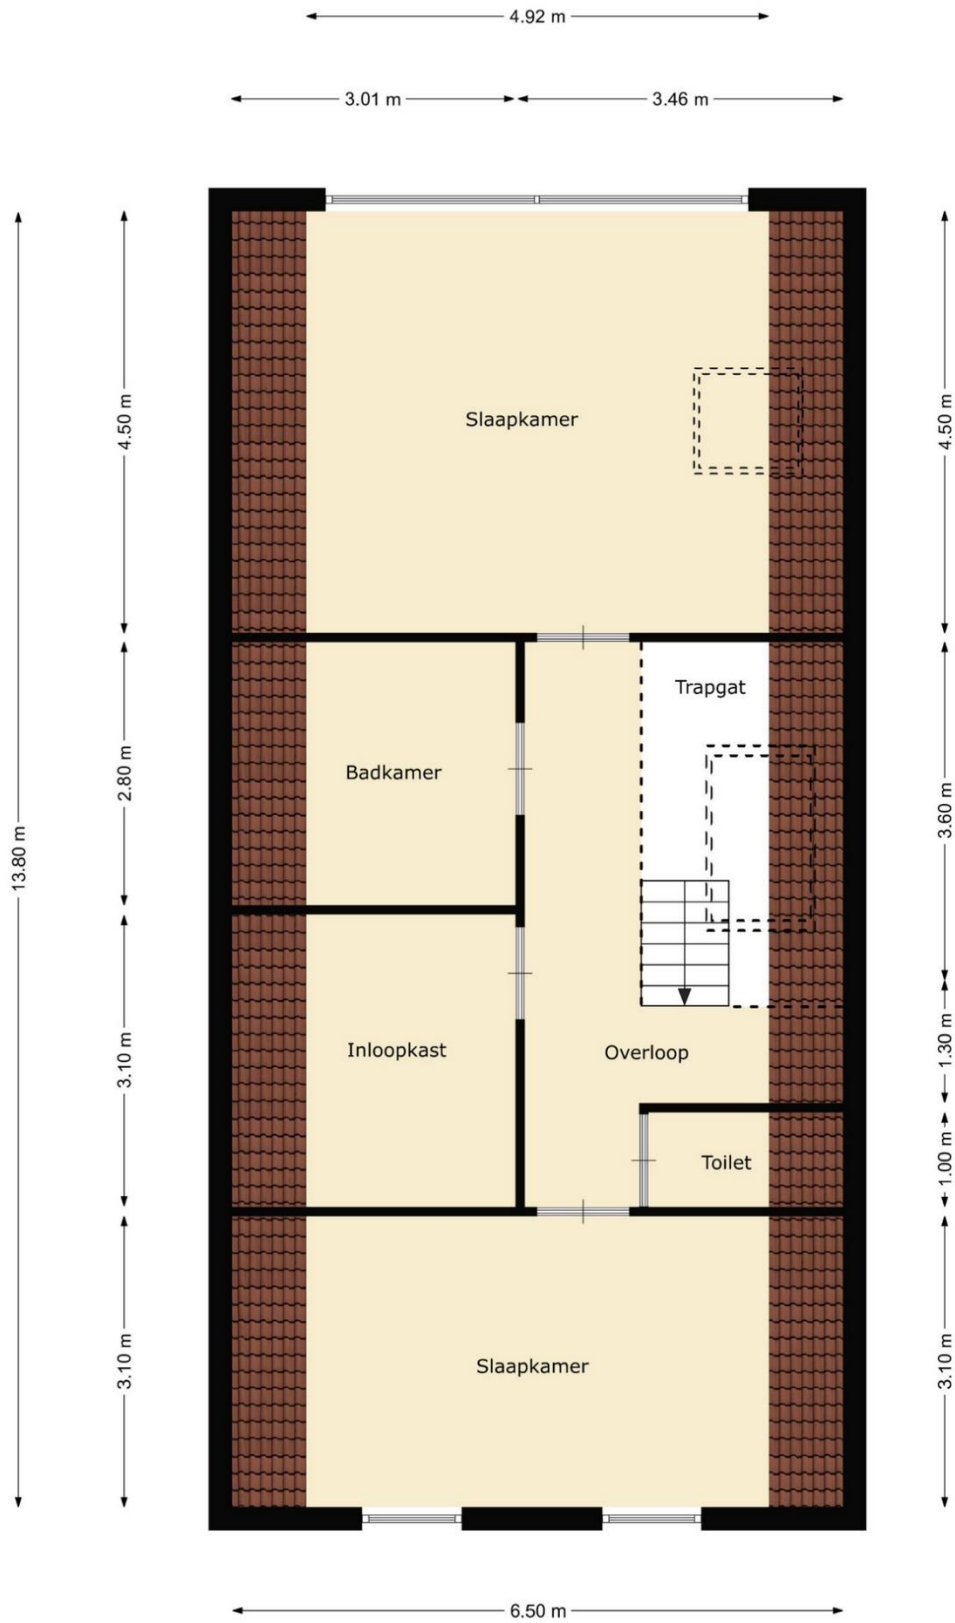 4.92 m
3.01 m
3.46 m
4.50 m
4.50 m
Slaapkamer
Trapgat
Badkamer
2.80 m
3.60 m
13.80 m
Inloopkast
Overloop
3.10 m
1.30 m
Toilet
1.00 m
Slaapkamer
3.10 m
3.10 m
6.50 m